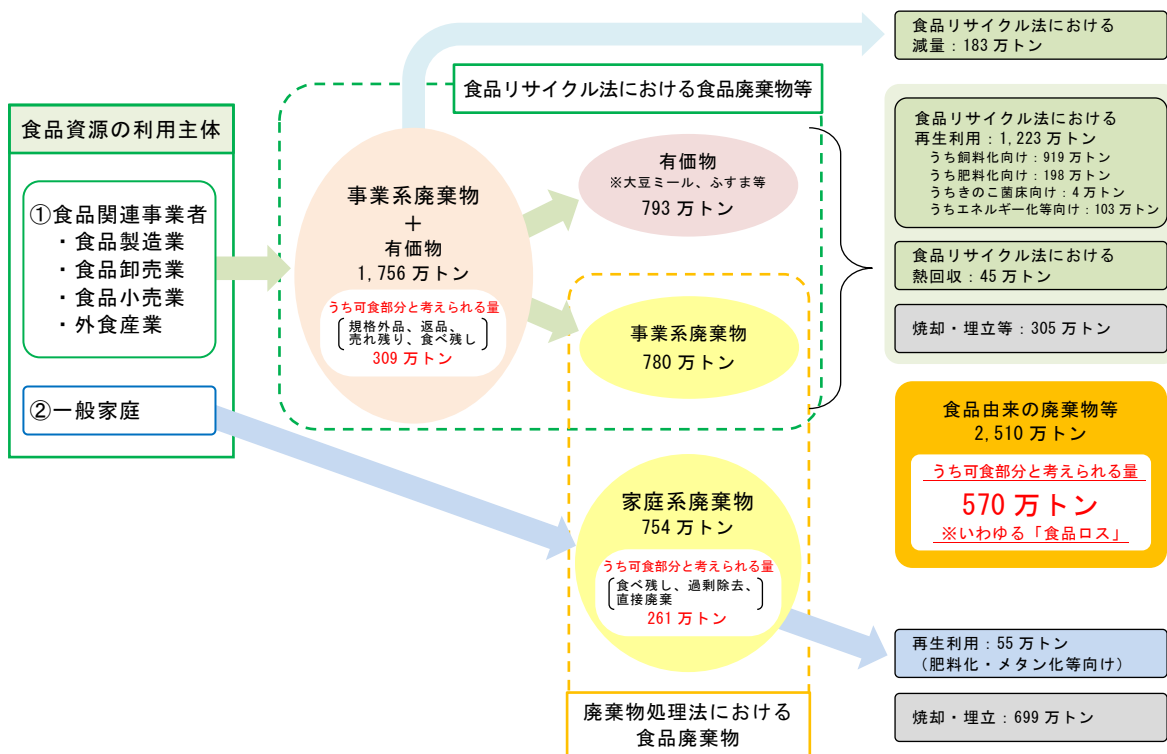 食品リサイクル法における
減量：183 万トン
食品リサイクル法における食品廃棄物等
食品資源の利用主体
①食品関連事業者
・食品製造業
・食品卸売業
・食品小売業
・外食産業
②一般家庭
事業系廃棄物
＋
有価物
1,756 万トン
うち可食部分と考えられる量
規格外品、返品、
売れ残り、食べ残し
309 万トン
有価物
※大豆ミール、ふすま等
793 万トン
事業系廃棄物
780 万トン
食品リサイクル法における
再生利用：1,223 万トン
うち飼料化向け：919 万トン
うち肥料化向け：198 万トン
うちきのこ菌床向け：4 万トン
うちエネルギー化等向け：103 万トン
食品リサイクル法における
熱回収：45 万トン
焼却・埋立等：305 万トン
食品由来の廃棄物等
2,510 万トン
うち可食部分と考えられる量
570 万トン
※いわゆる「食品ロス」
家庭系廃棄物
754 万トン
うち可食部分と考えられる量
食べ残し、過剰除去、
直接廃棄
261 万トン
再生利用：55 万トン
（肥料化・メタン化等向け）
焼却・埋立：699 万トン
廃棄物処理法における
食品廃棄物